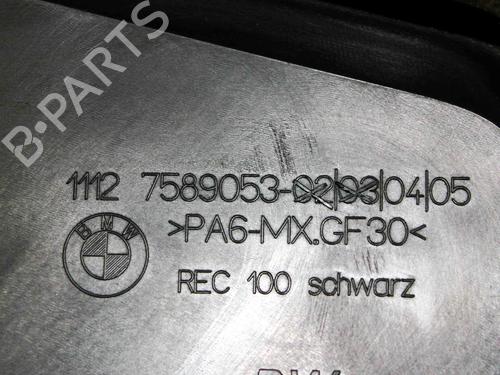 B-PARTS
1112 7589053-02|03|04|05
>PA6-MX.GF30<
BMW
REC 100 schwarz